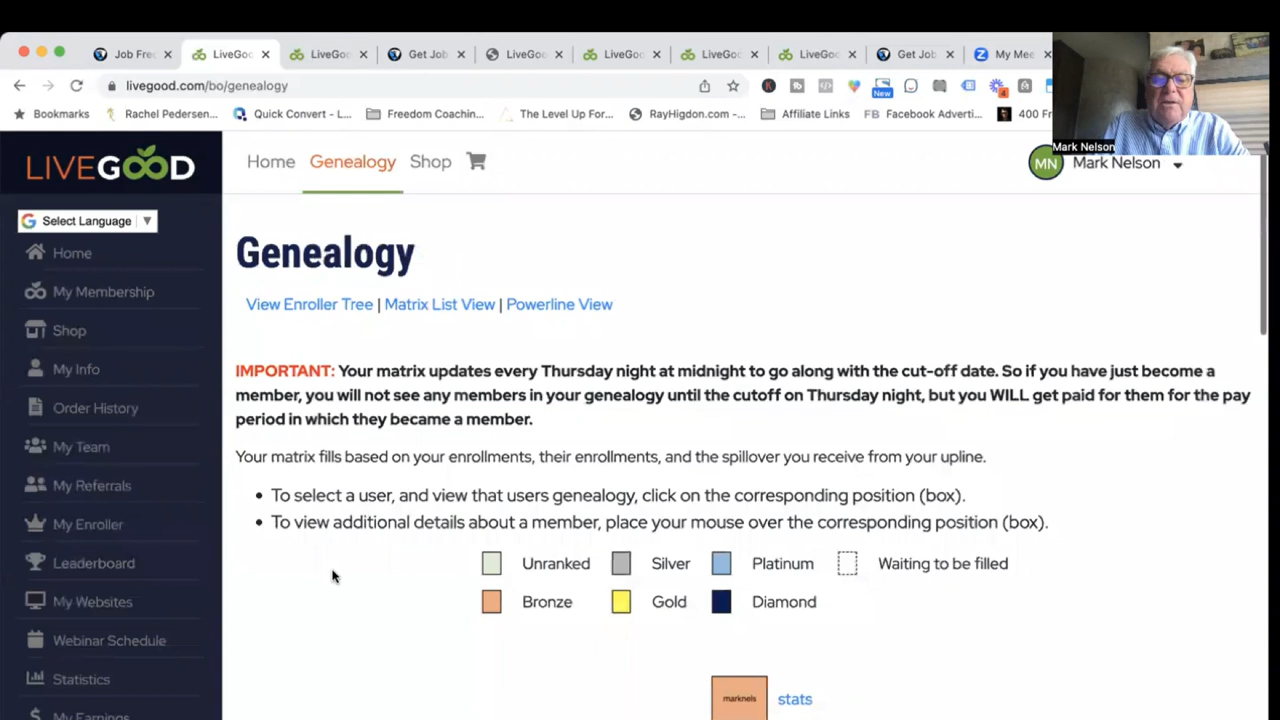 Job Fre
LiveGoo
LiveGoo
Get Job
LiveGo
LiveGoo
LiveGoo
LiveGoo
Get Job
My Mee
livegood.com/bo/genealogy
New
4
Bookmarks
Rachel Pedersen...
Quick Convert - L...
Freedom Coachin...
The Level Up For...
RayHigdon.com -...
Affiliate Links
FB Facebook Adverti...
400 Fr
Mark Nelson
LIVEGOOD
Home
Genealogy
Shop
MN
Mark Nelson
Select Language
Home
My Membership
Shop
My Info
Order History
My Team
My Referrals
My Enroller
Leaderboard
My Websites
Webinar Schedule
Statistics
My Earnings
Genealogy
View Enroller Tree | Matrix List View | Powerline View
IMPORTANT: Your matrix updates every Thursday night at midnight to go along with the cut-off date. So if you have just become a
member, you will not see any members in your genealogy until the cutoff on Thursday night, but you WILL get paid for them for the pay
period in which they became a member.
Your matrix fills based on your enrollments, their enrollments, and the spillover you receive from your upline.
• To select a user, and view that users genealogy, click on the corresponding position (box).
• To view additional details about a member, place your mouse over the corresponding position (box).
Unranked
Silver
Platinum
Waiting to be filled
Bronze
Gold
Diamond
marknels
stats